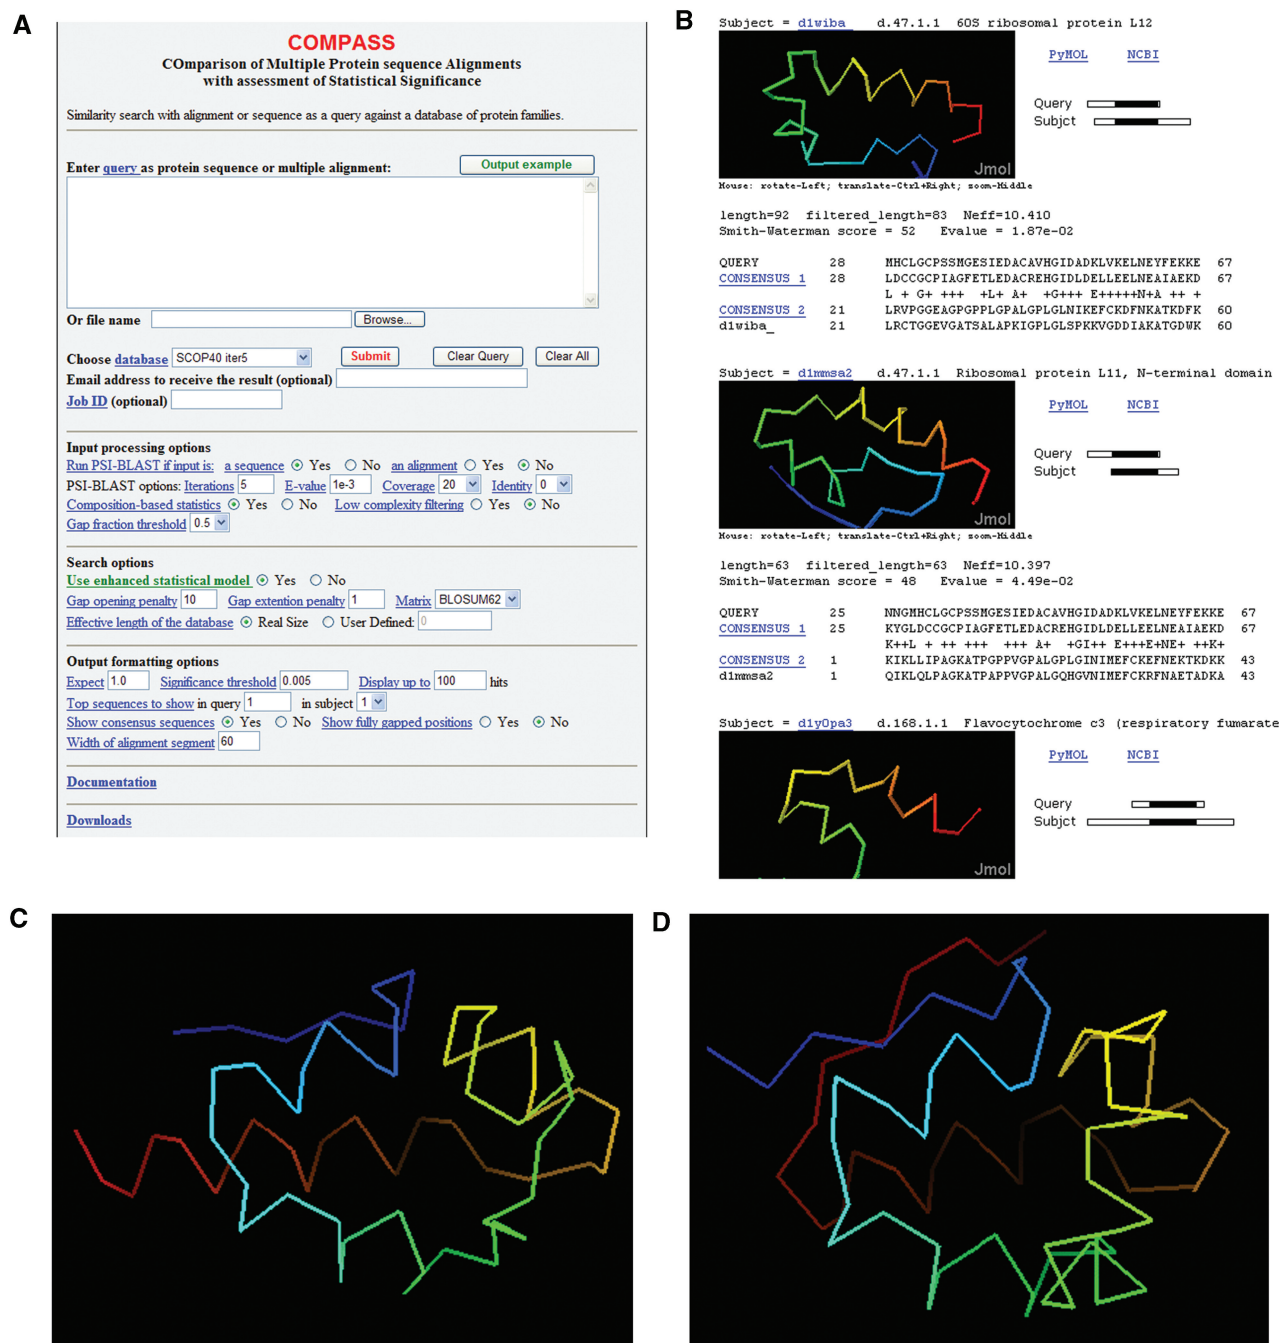 A
COMPASS
COmparison of Multiple Protein sequence Alignments
with assessment of Statistical Significance
Similarity search with alignment or sequence as a query against a database of protein families.
Enter query as protein sequence or multiple alignment:
Output example
Or file name
Browse...
Choose database SCOP40 iter5 Submit Clear Query Clear All
Email address to receive the result (optional)
Job ID (optional)
Input processing options
Run PSI-BLAST if input is: a sequence Yes No an alignment Yes No
PSI-BLAST options: Iterations 5 E-value 1e-3 Coverage 20 Identity 0
Composition-based statistics Yes No Low complexity filtering Yes No
Gap fraction threshold 0.5
Search options
Use enhanced statistical model Yes No
Gap opening penalty 10 Gap extention penalty 1 Matrix BLOSUM62
Effective length of the database Real Size User Defined: 0
Output formatting options
Expect 1.0 Significance threshold 0.005 Display up to 100 hits
Top sequences to show in query 1 in subject 1
Show consensus sequences Yes No Show fully gapped positions Yes No
Width of alignment segment 60
Documentation
Downloads
B
Subject = d1wiba_ d.47.1.1 60S ribosomal protein L12
PyMOL NCBI
Query
Subjct
Jmol
Mouse: rotate-Left; translate-Ctrl+Right; zoom-Middle
length=92 filtered_length=83 Neff=10.410
Smith-Waterman score = 52 Evalue = 1.87e-02
QUERY 28 MHCLGCPSSMGESIEDACAVHGIDADKLVKELNEYFEKKE 67
CONSENSUS 1 28 LDCCGCPIAGFETLEDACREHGIDLDELLEELNEAIAEKD 67
L + G+ +++ +L+ A+ +G+++ E+++++N+A ++ +
CONSENSUS 2 21 LRVPGGEAGPGPPLGPALGPLGLNIKEFCKDFNKATKDFK 60
d1wiba_ 21 LRCTGGEVGATSALAPKIGPLGLSPKKVGDDIAKATGDWK 60
Subject = d1mmsa2 d.47.1.1 Ribosomal protein L11, N-terminal domain
PyMOL NCBI
Query
Subjct
Jmol
Mouse: rotate-Left; translate-Ctrl+Right; zoom-Middle
length=63 filtered_length=63 Neff=10.397
Smith-Waterman score = 48 Evalue = 4.49e-02
QUERY 25 NNGMHCLGCPSSMGESIEDACAVHGIDADKLVKELNEYFEKKE 67
CONSENSUS 1 25 KYGLDCCGCPIAGFETLEDACREHGIDLDELLEELNEAIAEKD 67
K++L + ++ +++ +++ A+ +GI++ E+++E+NE+ ++K+
CONSENSUS 2 1 KIKLLIPAGKATPGPPVGPALGPLGINIMEFCKEFNEKTKDKK 43
d1mmsa2 1 QIKLQLPAGKATPAPPVGPALGQHGVNIMEFCKRFNAETADKA 43
Subject = d1y0pa3 d.168.1.1 Flavocytochrome c3 (respiratory fumarate
PyMOL NCBI
Query
Subjct
Jmol
C
D